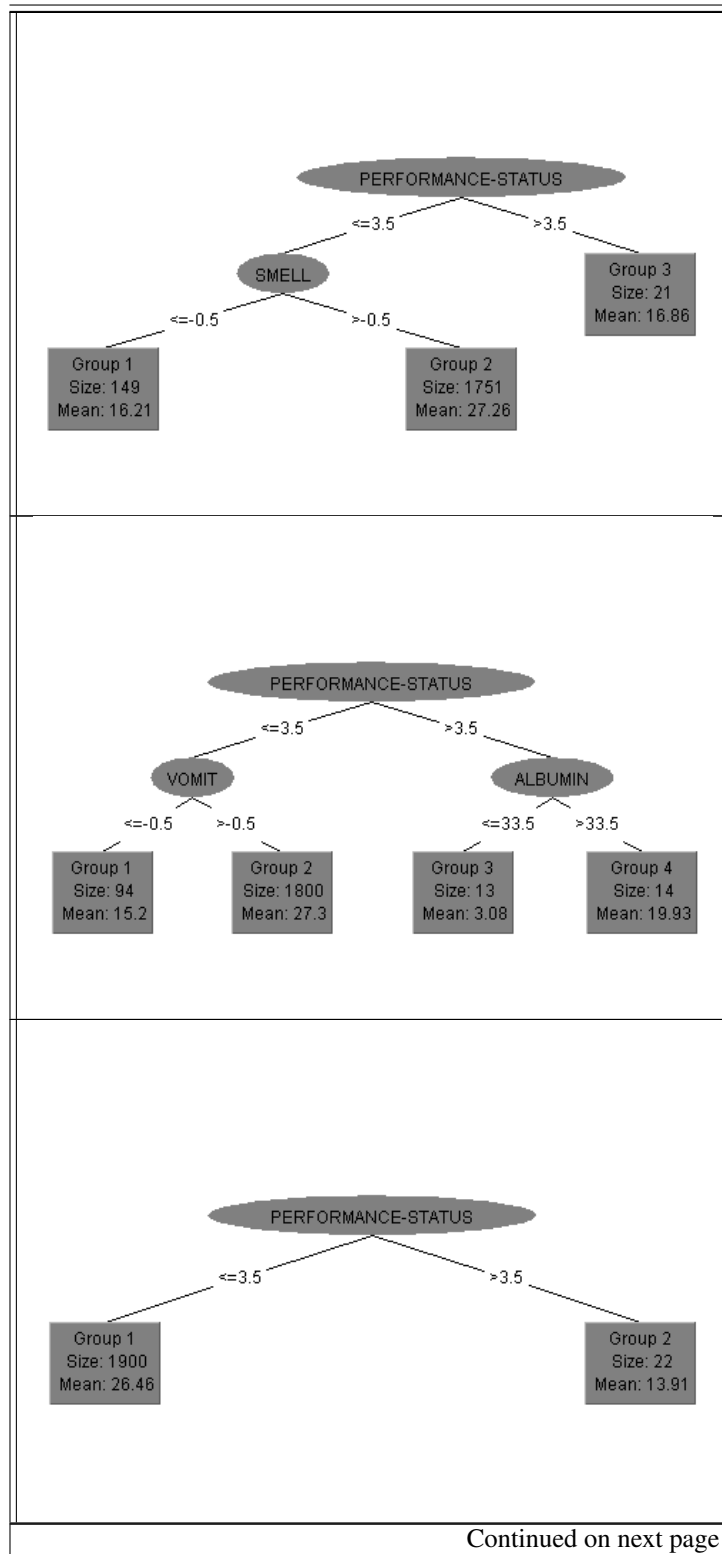 PERFORMANCE-STATUS
<=3.5 >3.5
SMELL
Group 3
Size: 21
Mean: 16.86
<=-0.5 >-0.5
Group 1
Size: 149
Mean: 16.21
Group 2
Size: 1751
Mean: 27.26
PERFORMANCE-STATUS
<=3.5 >3.5
VOMIT ALBUMIN
<=-0.5 >-0.5 <=33.5 >33.5
Group 1
Size: 94
Mean: 15.2
Group 2
Size: 1800
Mean: 27.3
Group 3
Size: 13
Mean: 3.08
Group 4
Size: 14
Mean: 19.93
PERFORMANCE-STATUS
<=3.5 >3.5
Group 1
Size: 1900
Mean: 26.46
Group 2
Size: 22
Mean: 13.91
Continued on next page